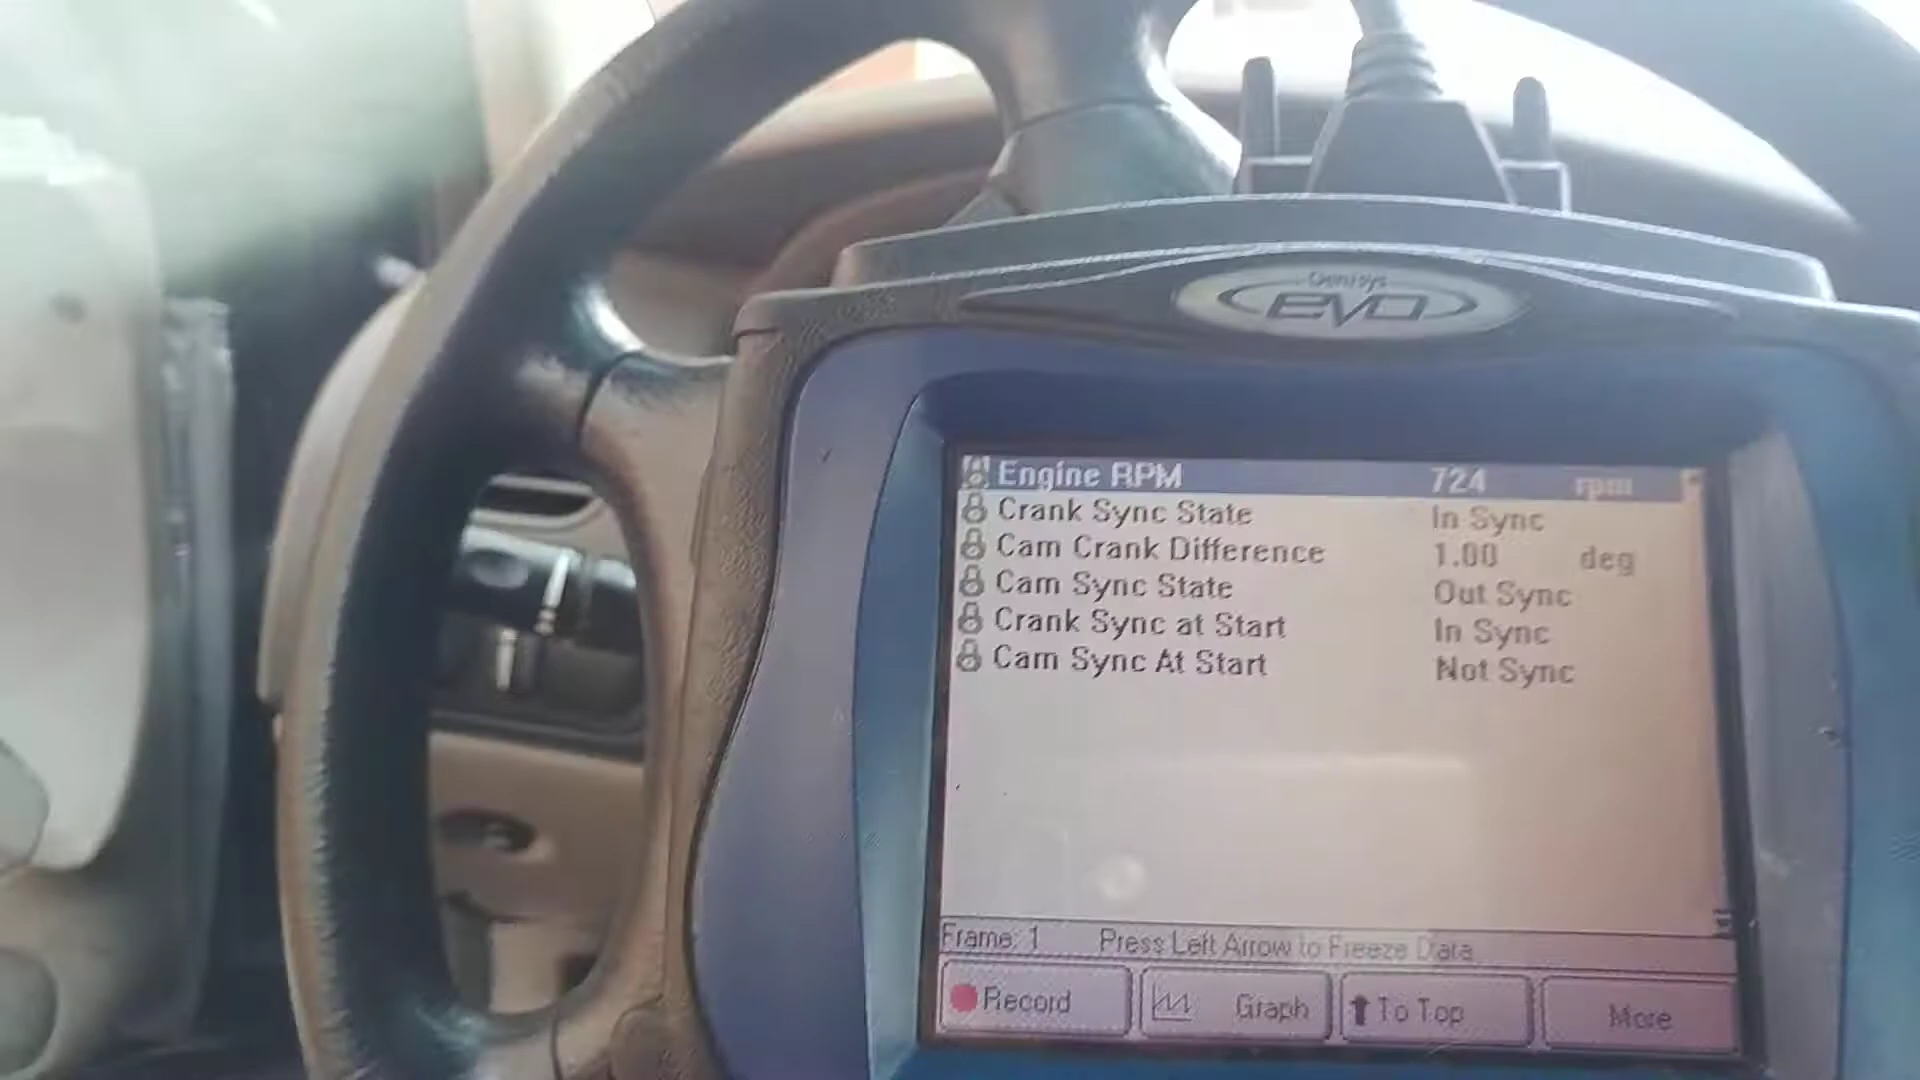 Genisys
EVO
Engine RPM 724 rpm
Crank Sync State In Sync
Cam Crank Difference 1.00 deg
Cam Sync State Out Sync
Crank Sync at Start In Sync
Cam Sync At Start Not Sync
Frame: 1 Press Left Arrow to Freeze Data
Record Graph To Top More